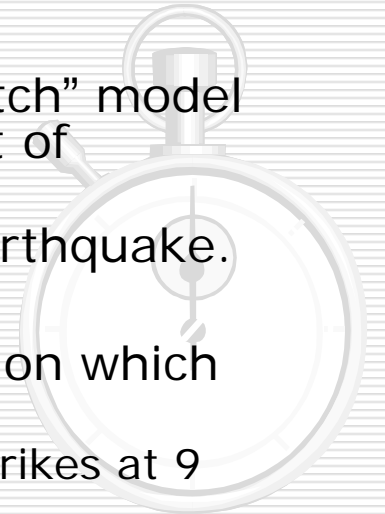 tch” model
t of
rthquake.
on which
rikes at 9